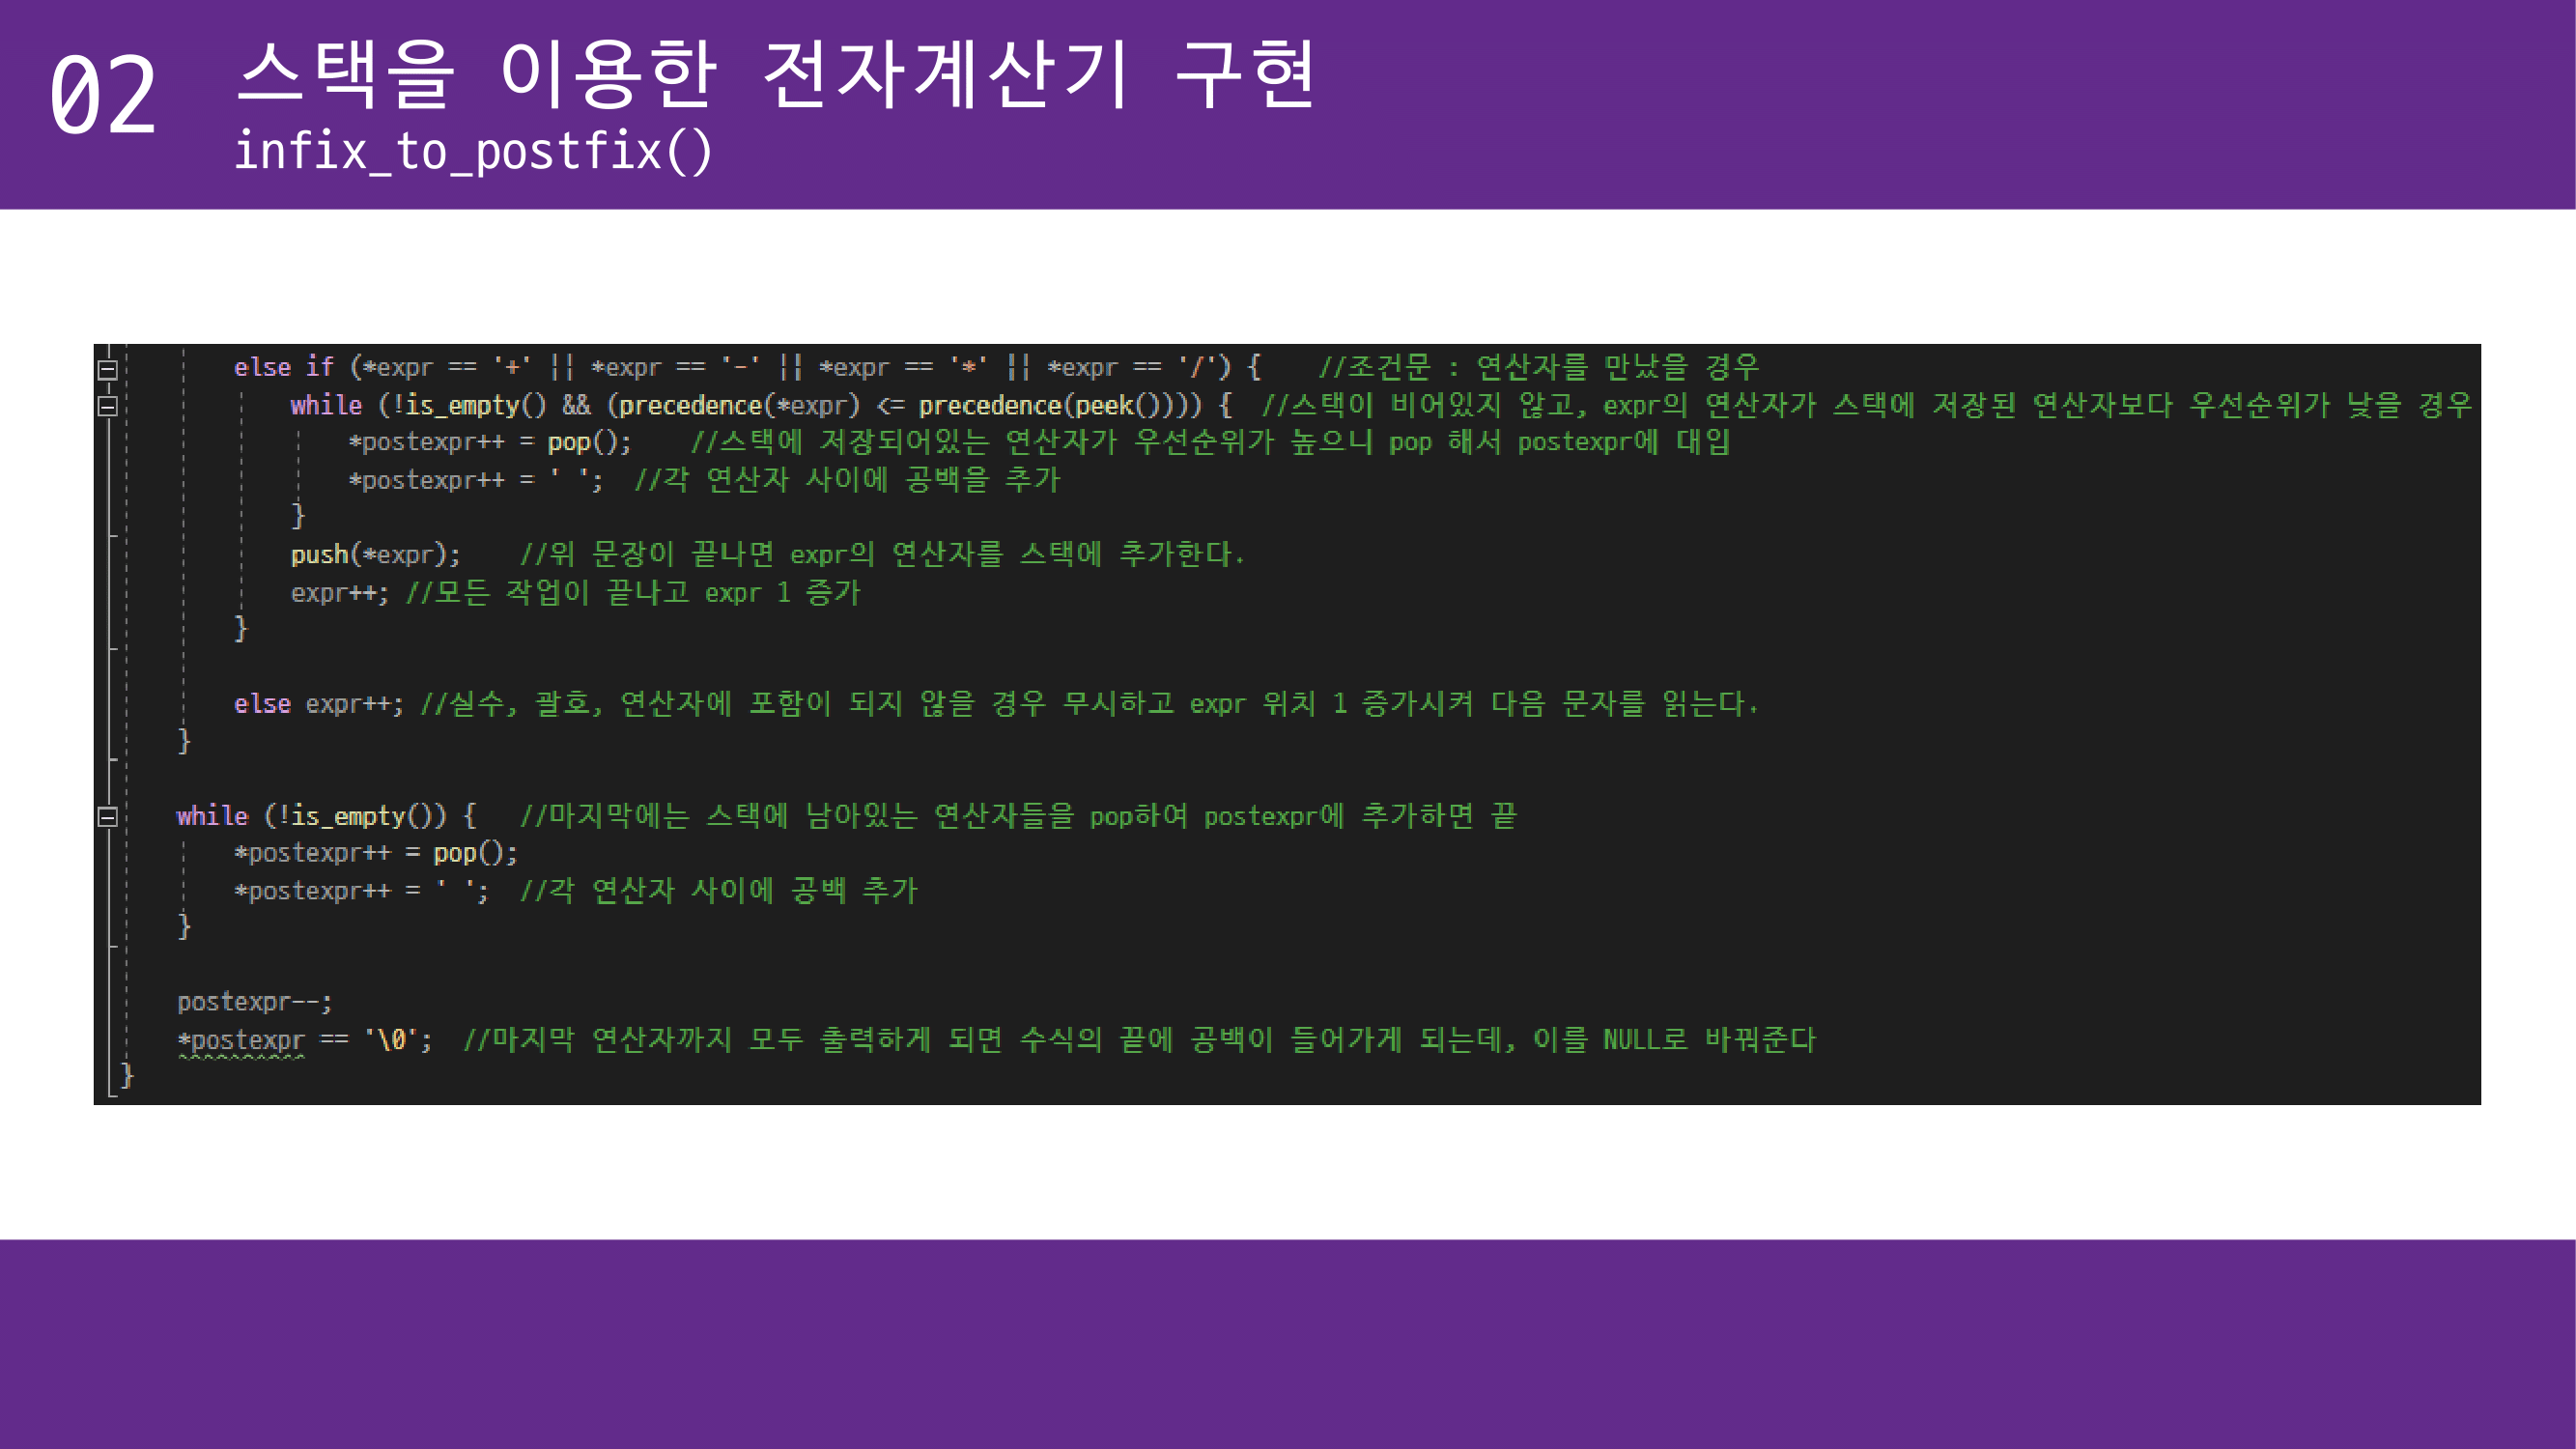 02
스택을 이용한 전자계산기 구현
infix_to_postfix()
else if (*expr == '+' || *expr == '-' || *expr == '*' || *expr == '/') { //조건문 : 연산자를 만났을 경우
while (!is_empty() && (precedence(*expr) <= precedence(peek()))) { //스택이 비어있지 않고, expr의 연산자가 스택에 저장된 연산자보다 우선순위가 낮을 경우
*postexpr++ = pop(); //스택에 저장되어있는 연산자가 우선순위가 높으니 pop 해서 postexpr에 대입
*postexpr++ = ' '; //각 연산자 사이에 공백을 추가
}
push(*expr); //위 문장이 끝나면 expr의 연산자를 스택에 추가한다.
expr++; //모든 작업이 끝나고 expr 1 증가
}
else expr++; //실수, 괄호, 연산자에 포함이 되지 않을 경우 무시하고 expr 위치 1 증가시켜 다음 문자를 읽는다.
}
while (!is_empty()) { //마지막에는 스택에 남아있는 연산자들을 pop하여 postexpr에 추가하면 끝
*postexpr++ = pop();
*postexpr++ = ' '; //각 연산자 사이에 공백 추가
}
postexpr--;
*postexpr == '\0'; //마지막 연산자까지 모두 출력하게 되면 수식의 끝에 공백이 들어가게 되는데, 이를 NULL로 바꿔준다
}